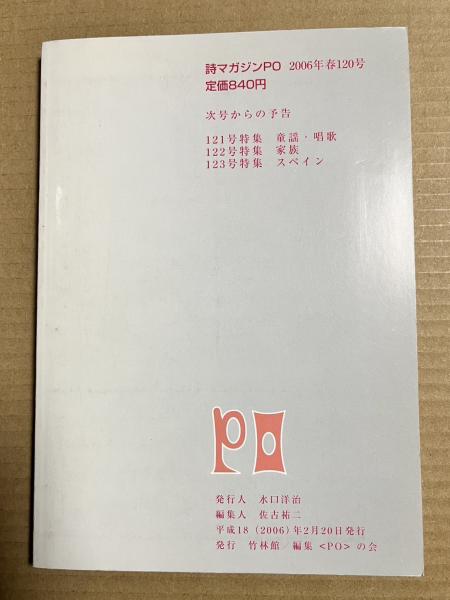 詩マガジンPO 2006年春120号
定価840円
次号からの予告
121号特集 童謡・唱歌
122号特集 家族
123号特集 スペイン
PO
発行人 水口洋治
編集人 佐古祐二
平成18（2006）年2月20日発行
発行 竹林館／編集 <PO> の会